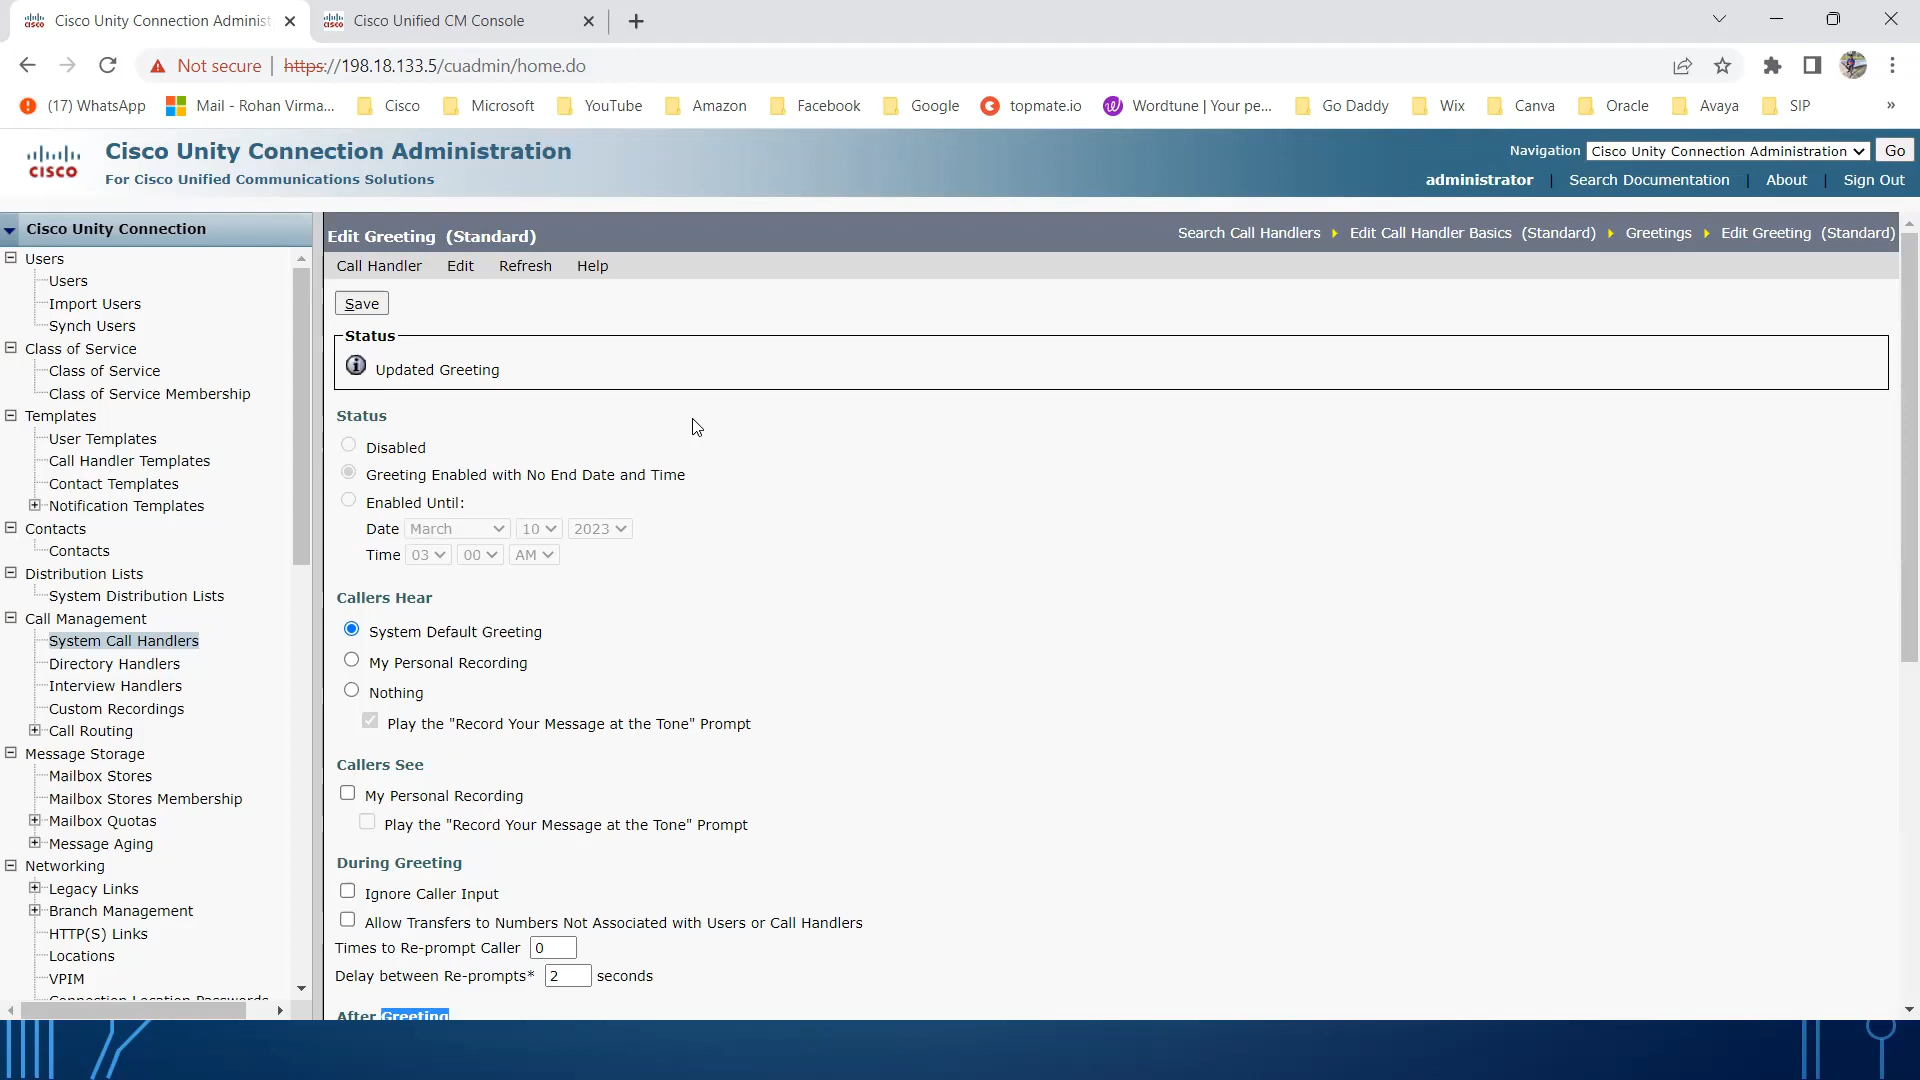 Cisco Unity Connection Administ
Cisco Unified CM Console
Not secure
https://198.18.133.5/cuadmin/home.do
(17) WhatsApp
Mail - Rohan Virma...
Cisco
Microsoft
YouTube
Amazon
Facebook
Google
topmate.io
Wordtune | Your pe...
Go Daddy
Wix
Canva
Oracle
Avaya
SIP
»
CISCO
Cisco Unity Connection Administration
For Cisco Unified Communications Solutions
Navigation Cisco Unity Connection Administration Go
administrator | Search Documentation | About | Sign Out
Cisco Unity Connection
Users
Users
Import Users
Synch Users
Class of Service
Class of Service
Class of Service Membership
Templates
User Templates
Call Handler Templates
Contact Templates
Notification Templates
Contacts
Contacts
Distribution Lists
System Distribution Lists
Call Management
System Call Handlers
Directory Handlers
Interview Handlers
Custom Recordings
Call Routing
Message Storage
Mailbox Stores
Mailbox Stores Membership
Mailbox Quotas
Message Aging
Networking
Legacy Links
Branch Management
HTTP(S) Links
Locations
VPIM
Connection Location Passwords
Edit Greeting (Standard)
Search Call Handlers Edit Call Handler Basics (Standard) Greetings Edit Greeting (Standard)
Call Handler Edit Refresh Help
Save
Status
Updated Greeting
Status
Disabled
Greeting Enabled with No End Date and Time
Enabled Until:
Date March 10 2023
Time 03 00 AM
Callers Hear
System Default Greeting
My Personal Recording
Nothing
Play the "Record Your Message at the Tone" Prompt
Callers See
My Personal Recording
Play the "Record Your Message at the Tone" Prompt
During Greeting
Ignore Caller Input
Allow Transfers to Numbers Not Associated with Users or Call Handlers
Times to Re-prompt Caller 0
Delay between Re-prompts* 2 seconds
After Greeting